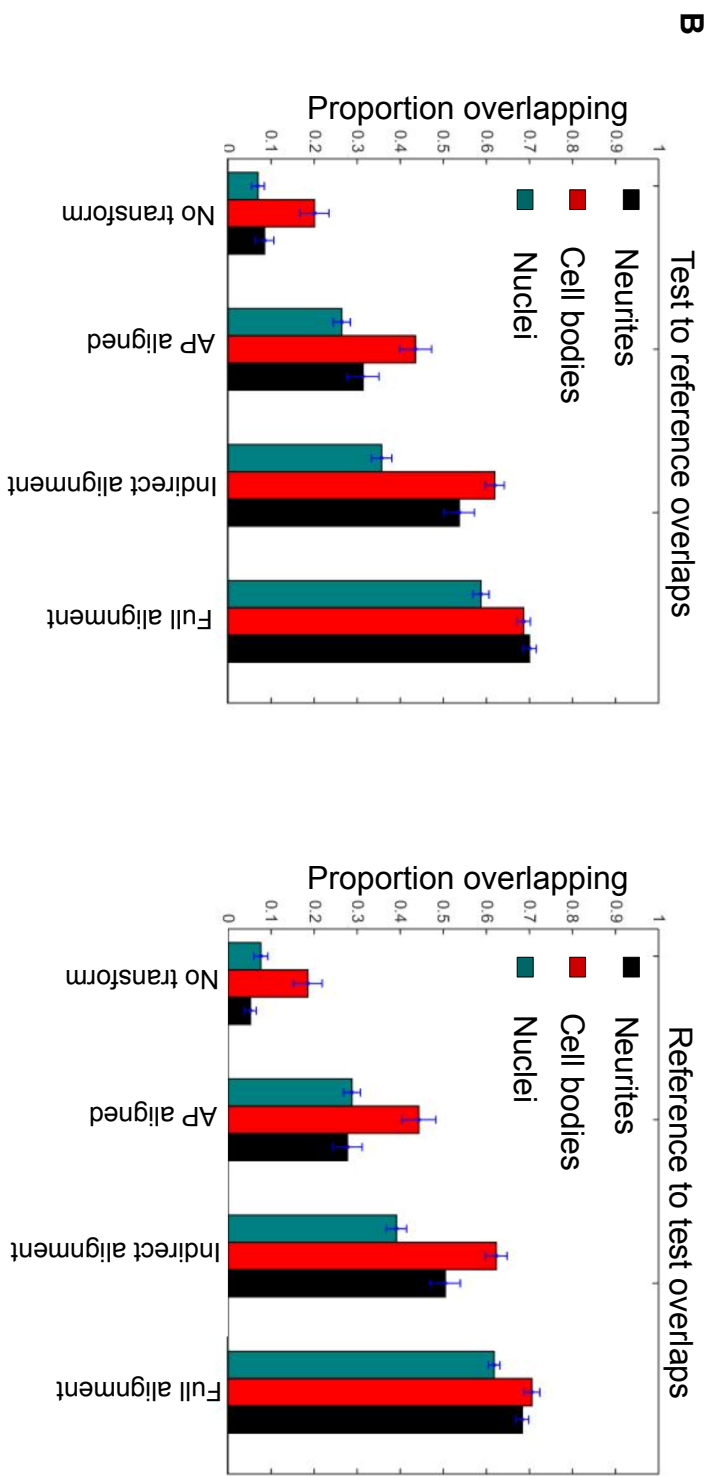 B
Test to reference overlaps
Proportion overlapping
0
0.1
0.2
0.3
0.4
0.5
0.6
0.7
0.8
0.9
1
Neurites
Cell bodies
Nuclei
No transform
AP aligned
Indirect alignment
Full alignment
Reference to test overlaps
Proportion overlapping
0
0.1
0.2
0.3
0.4
0.5
0.6
0.7
0.8
0.9
1
Neurites
Cell bodies
Nuclei
No transform
AP aligned
Indirect alignment
Full alignment